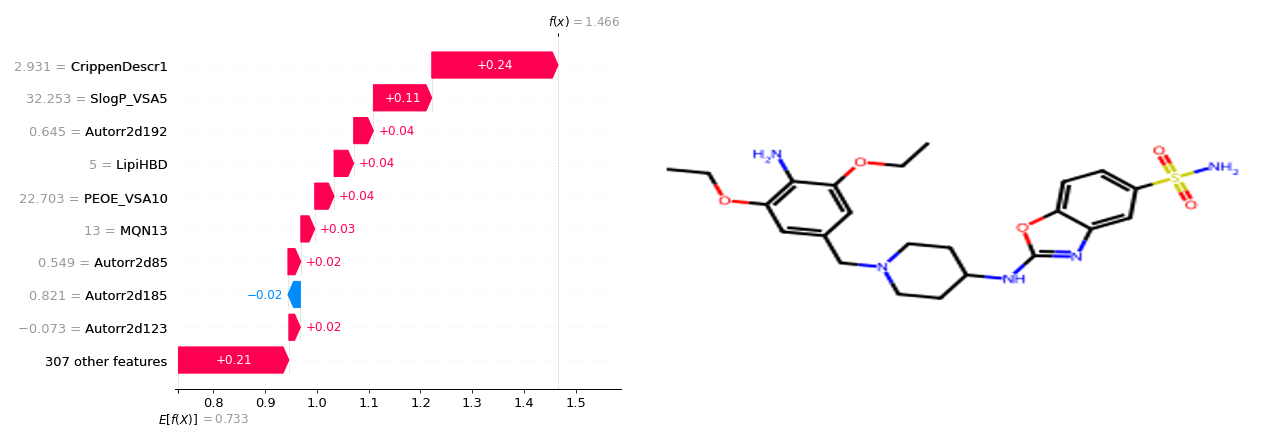 f(x) = 1.466
2.931 = CrippenDescr1
+0.24
32.253 = SlogP_VSA5
+0.11
0.645 = Autorr2d192
+0.04
5 = LipiHBD
+0.04
22.703 = PEOE_VSA10
+0.04
13 = MQN13
+0.03
0.549 = Autorr2d85
+0.02
0.821 = Autorr2d185
−0.02
−0.073 = Autorr2d123
+0.02
307 other features
+0.21
0.8 0.9 1.0 1.1 1.2 1.3 1.4 1.5
E[f(X)] = 0.733
H₂N
O
O
N
NH
O
N
O
S
O
NH₂